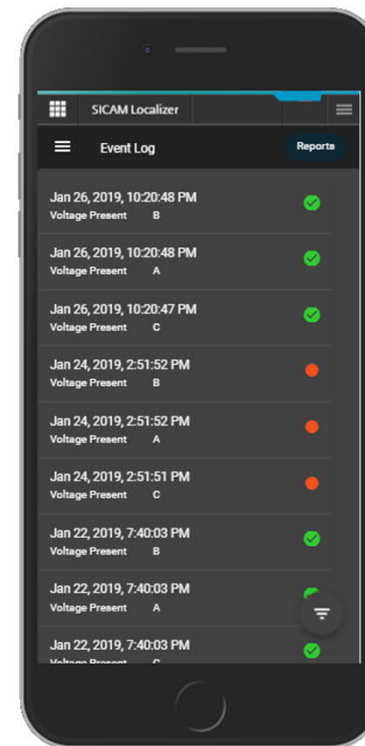 SICAM Localizer
Event Log
Reports
Jan 26, 2019, 10:20:48 PM
Voltage Present B
Jan 26, 2019, 10:20:48 PM
Voltage Present A
Jan 26, 2019, 10:20:47 PM
Voltage Present C
Jan 24, 2019, 2:51:52 PM
Voltage Present B
Jan 24, 2019, 2:51:52 PM
Voltage Present A
Jan 24, 2019, 2:51:51 PM
Voltage Present C
Jan 22, 2019, 7:40:03 PM
Voltage Present B
Jan 22, 2019, 7:40:03 PM
Voltage Present A
Jan 22, 2019, 7:40:03 PM
Voltage Present C